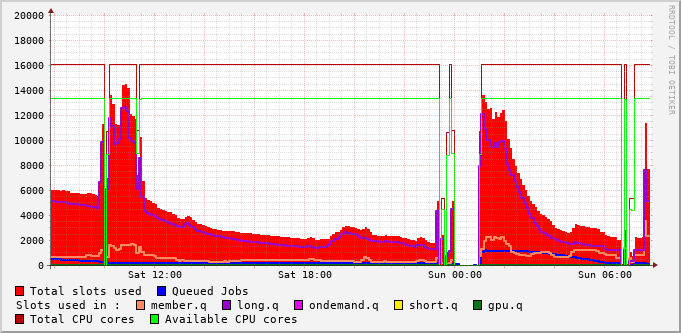 20000
18000
16000
14000
12000
10000
8000
6000
4000
2000
0
Sat 12:00 Sat 18:00 Sun 00:00 Sun 06:00
RRDTOOL / TOBI OETIKER
Total slots used Queued Jobs
Slots used in : member.q long.q ondemand.q short.q gpu.q
Total CPU cores Available CPU cores